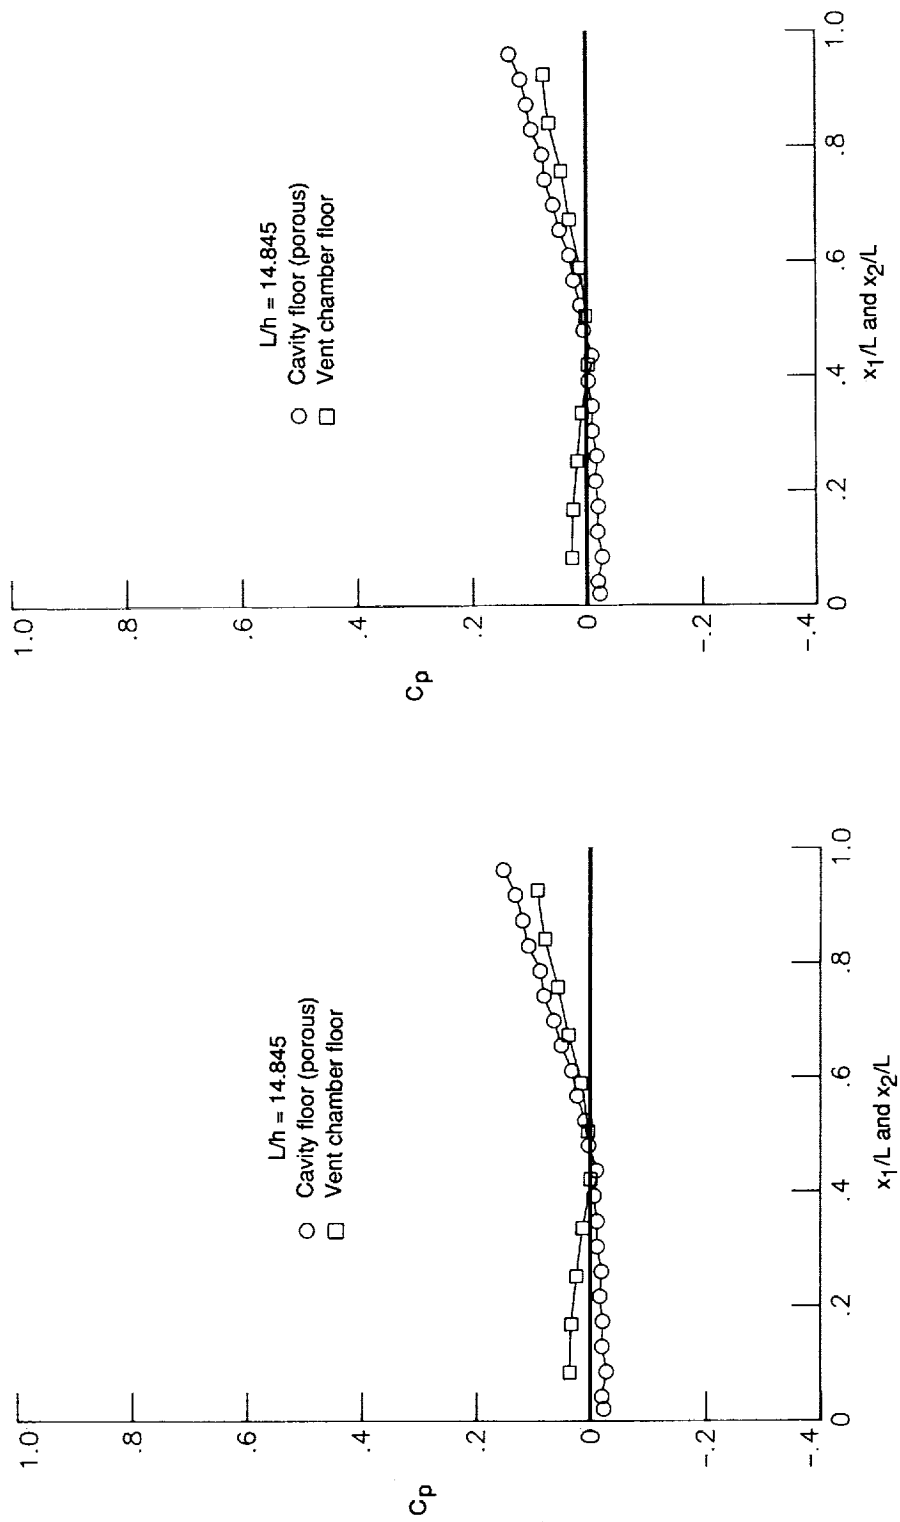 L/h = 14.845
Cavity floor (porous)
Vent chamber floor
1.0
.8
.6
.4
.2
0
-.2
-.4
Cp
0
.2
.4
.6
.8
1.0
x1/L and x2/L
L/h = 14.845
Cavity floor (porous)
Vent chamber floor
1.0
.8
.6
.4
.2
0
-.2
-.4
Cp
0
.2
.4
.6
.8
1.0
x1/L and x2/L